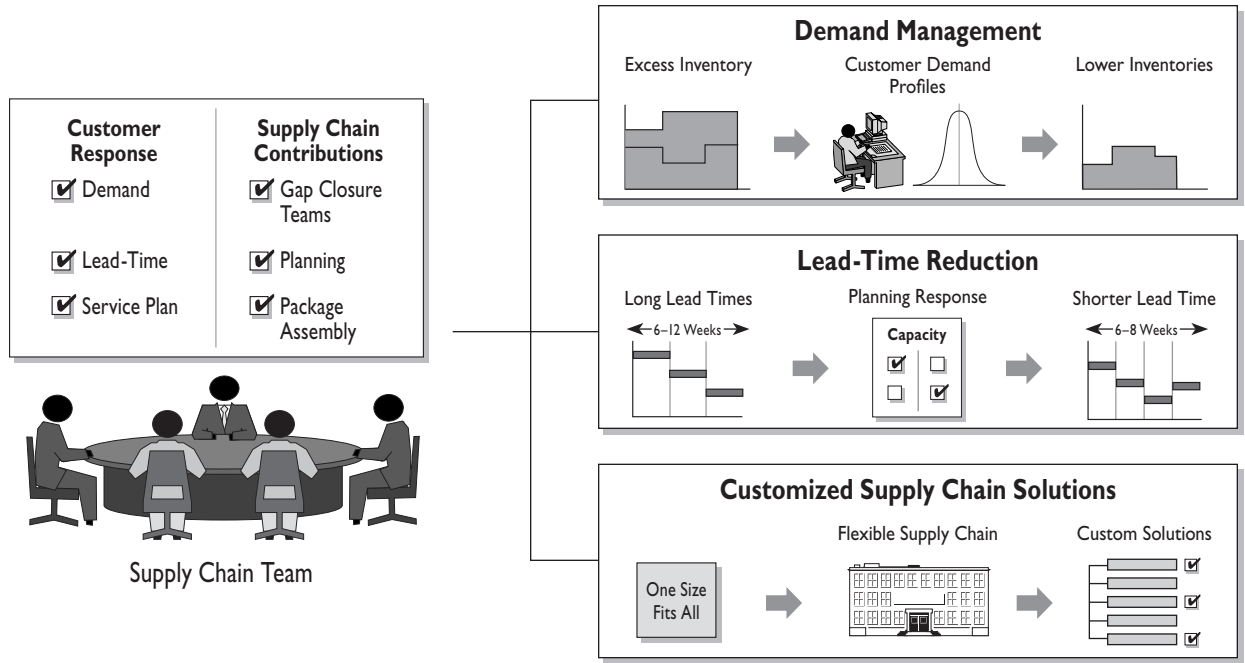 Customer
Response
Demand
Lead-Time
Service Plan
Supply Chain
Contributions
Gap Closure
Teams
Planning
Package
Assembly
Supply Chain Team
Demand Management
Excess Inventory
Customer Demand
Profiles
Lower Inventories
Lead-Time Reduction
Long Lead Times
6–12 Weeks
Planning Response
Capacity
Shorter Lead Time
6–8 Weeks
Customized Supply Chain Solutions
One Size
Fits All
Flexible Supply Chain
Custom Solutions